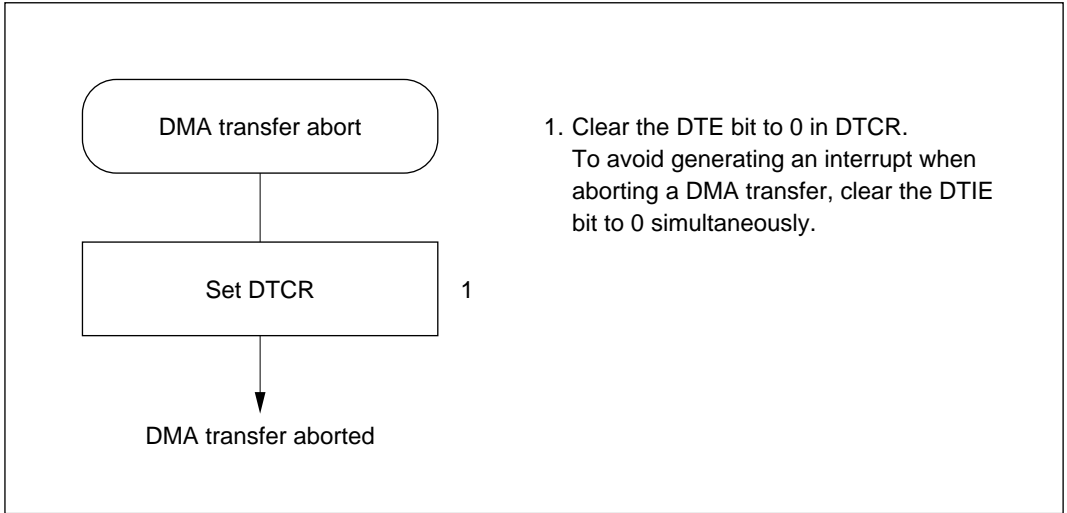 DMA transfer abort
Set DTCR
1
DMA transfer aborted
1. Clear the DTE bit to 0 in DTCR.
To avoid generating an interrupt when
aborting a DMA transfer, clear the DTIE
bit to 0 simultaneously.